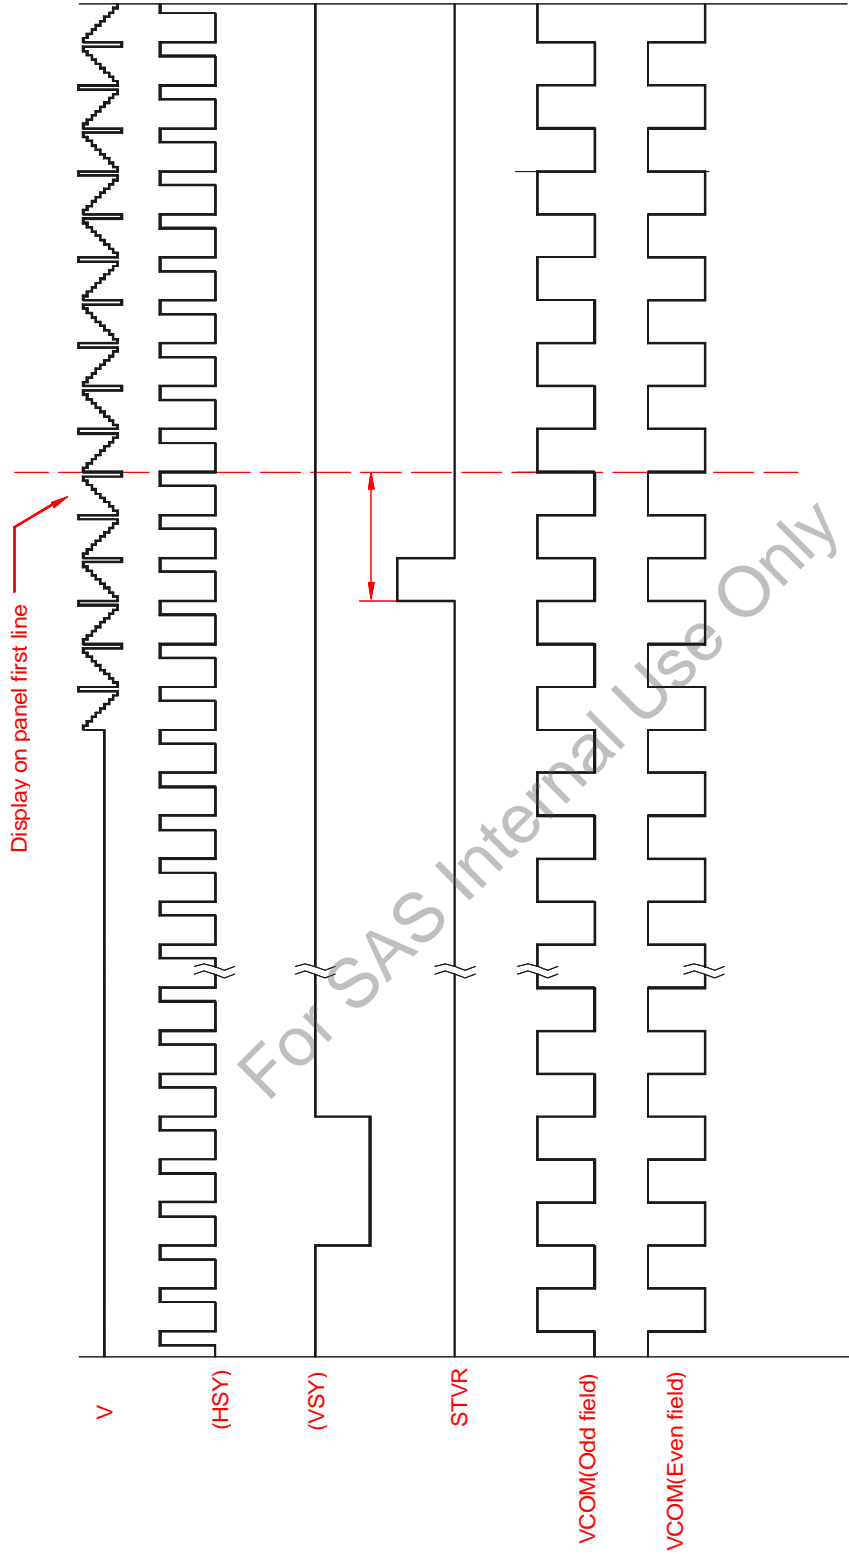 Display on panel first line
V
(HSY)
(VSY)
STVR
VCOM(Odd field)
VCOM(Even field)
For SAS Internal Use Only